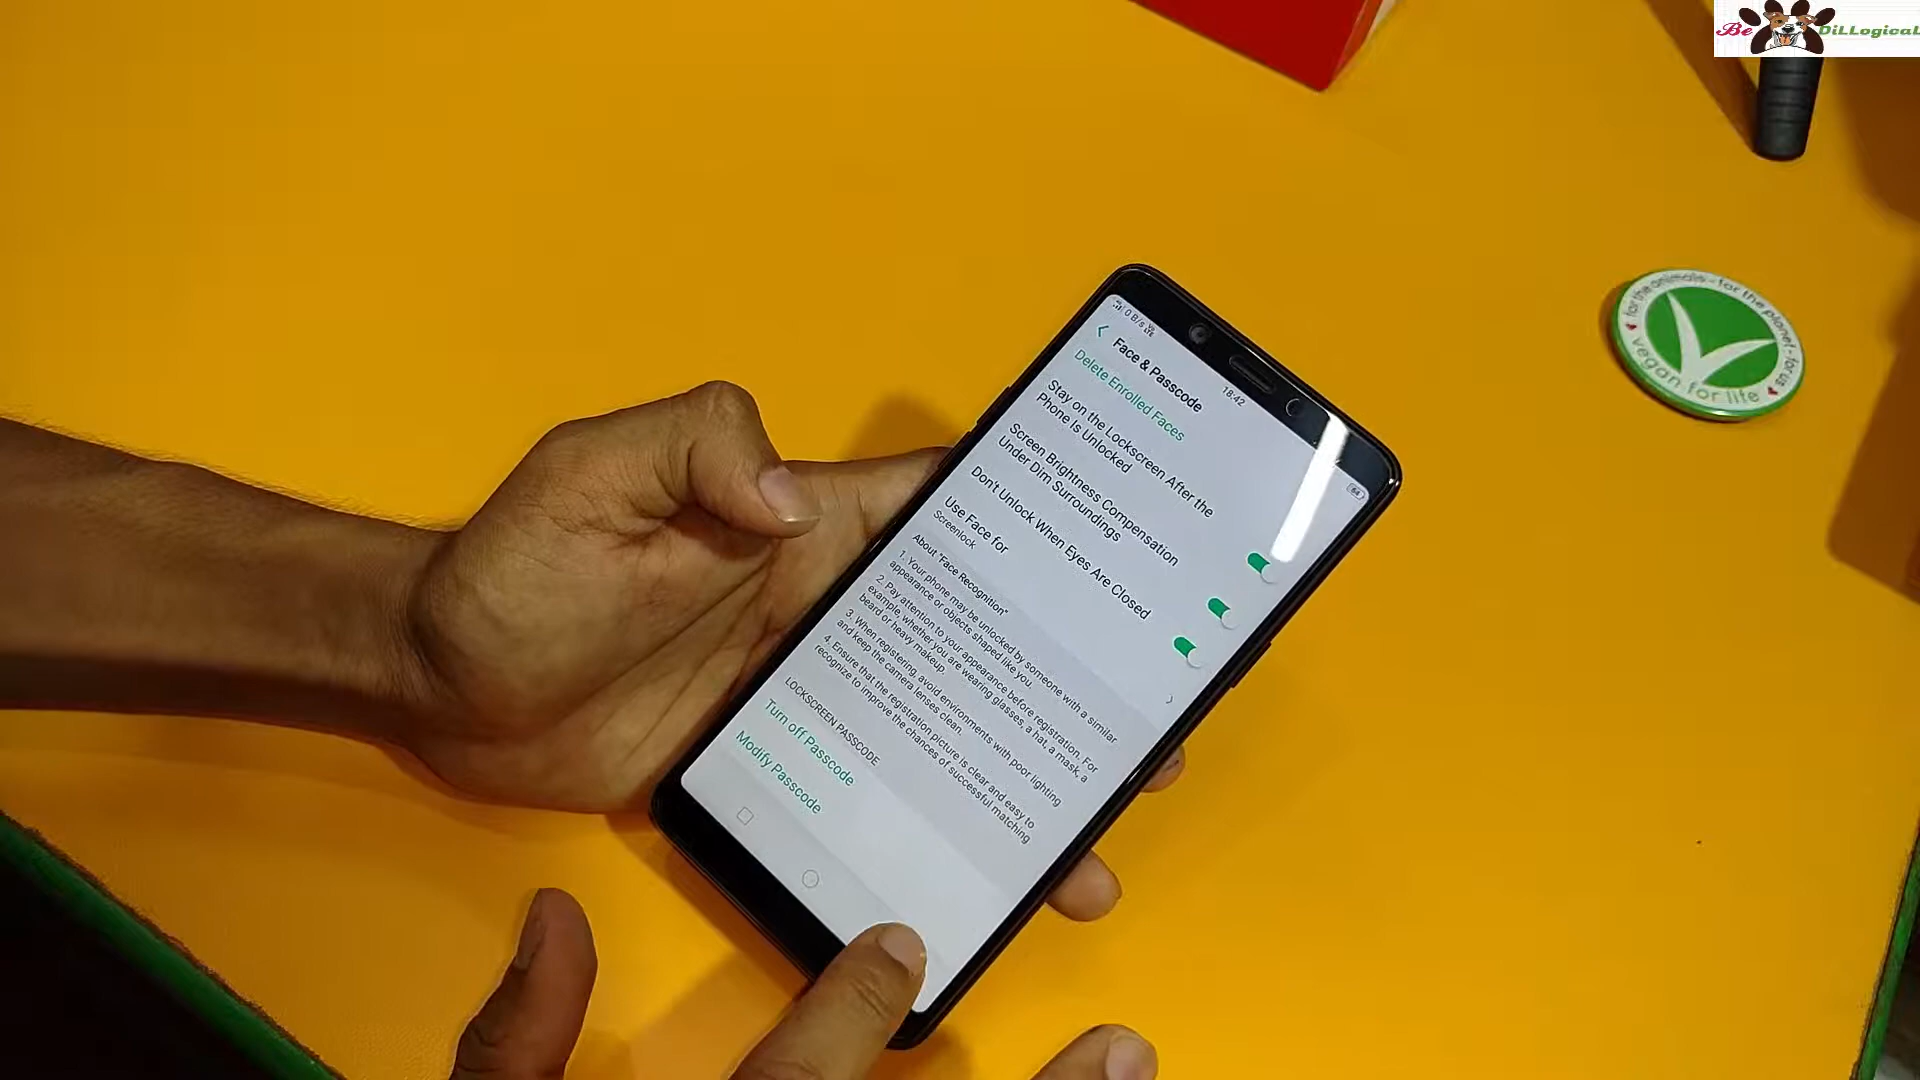 Be DiLLogical
for the animals - for the planet - for us
vegan for life
0 B/s
18:42
64
Face & Passcode
Delete Enrolled Faces
Stay on the Lockscreen After the
Phone Is Unlocked
Screen Brightness Compensation
Under Dim Surroundings
Don't Unlock When Eyes Are Closed
Use Face for
Screenlock
About "Face Recognition"
1. Your phone may be unlocked by someone with a similar
appearance or objects shaped like you.
2. Pay attention to your appearance before registration. For
example, whether you are wearing glasses, a hat, a mask, a
beard or heavy makeup.
3. When registering, avoid environments with poor lighting
and keep the camera lenses clean.
4. Ensure that the registration picture is clear and easy to
recognize to improve the chances of successful matching
LOCKSCREEN PASSCODE
Turn off Passcode
Modify Passcode